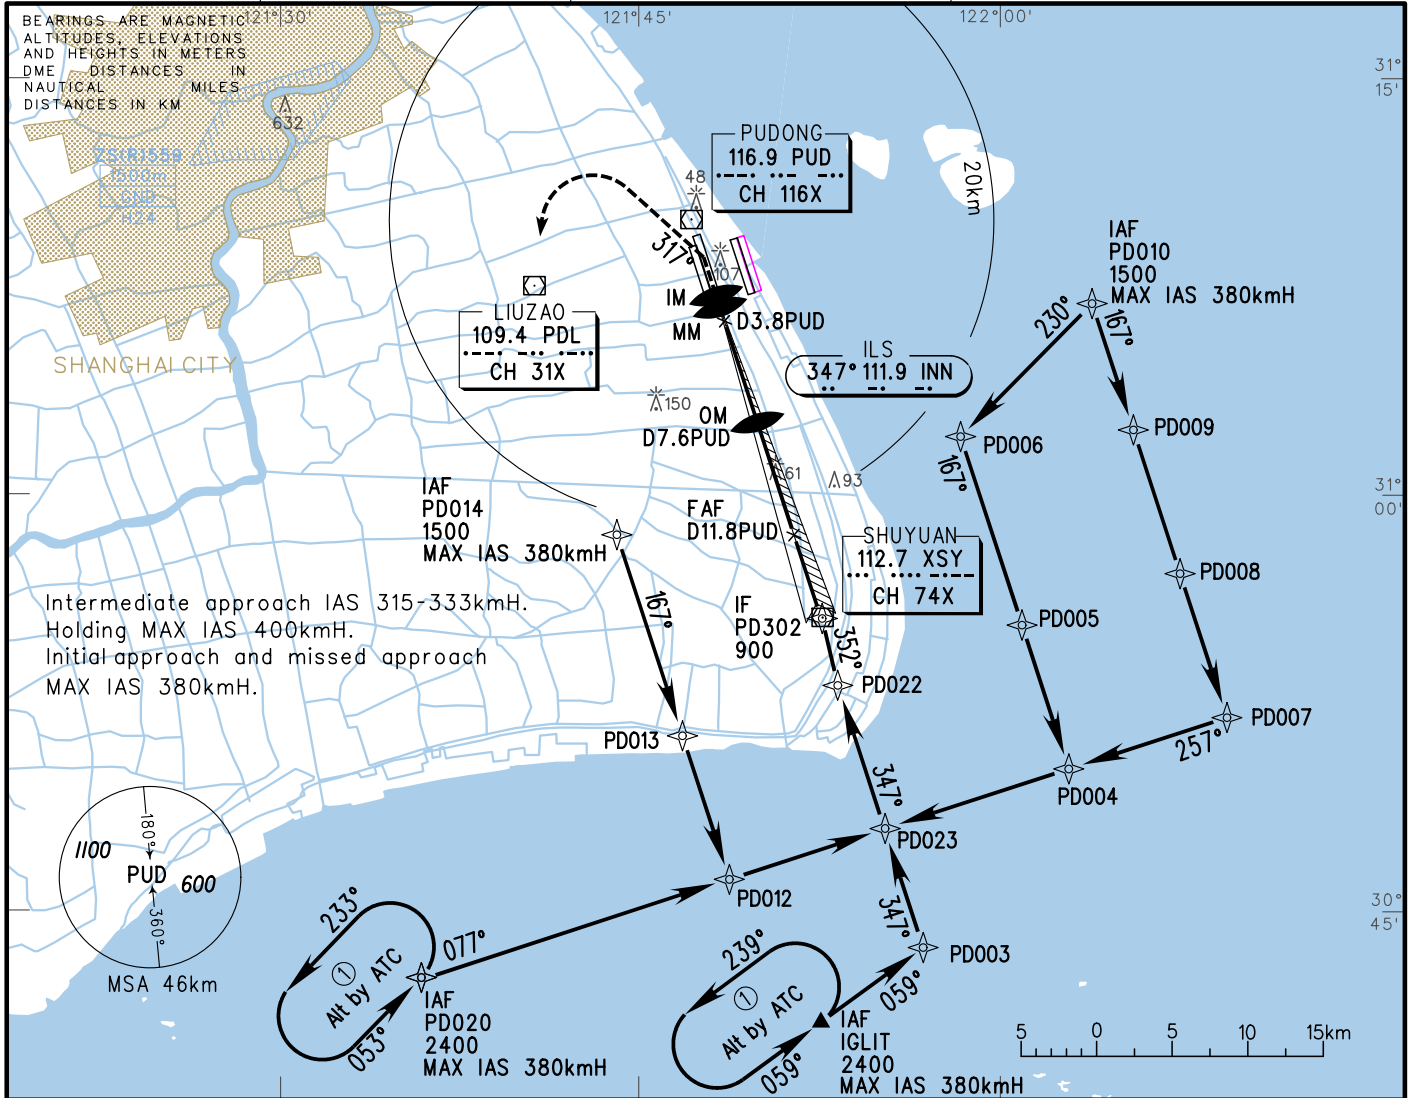 121°30'
121°45'
122°00'
BEARINGS ARE MAGNETIC
ALTITUDES, ELEVATIONS
AND HEIGHTS IN METERS
DME DISTANCES IN
NAUTICAL MILES
DISTANCES IN KM
31°
15'
632
ZS(R)559
1500m
GND
H24
SHANGHAI CITY
PUDONG
116.9 PUD
CH 116X
48
20km
317°
107
IM
MM
D3.8PUD
LIUZAO
109.4 PDL
CH 31X
ILS
347° 111.9 INN
150
OM
D7.6PUD
61
93
IAF
PD010
1500
MAX IAS 380kmH
230°
167°
PD006
PD009
167°
31°
00'
IAF
PD014
1500
MAX IAS 380kmH
FAF
D11.8PUD
SHUYUAN
112.7 XSY
CH 74X
PD008
Intermediate approach IAS 315-333kmH.
Holding MAX IAS 400kmH.
Initial approach and missed approach
MAX IAS 380kmH.
167°
IF
PD302
900
352°
PD005
PD022
PD013
PD007
257°
PD004
347°
PD023
1100
180°
PUD
600
360°
MSA 46km
PD012
30°
45'
233°
1
Alt by ATC
053°
077°
IAF
PD020
2400
MAX IAS 380kmH
347°
PD003
239°
1
Alt by ATC
059°
059°
IAF
IGLIT
2400
MAX IAS 380kmH
5 0 5 10 15km